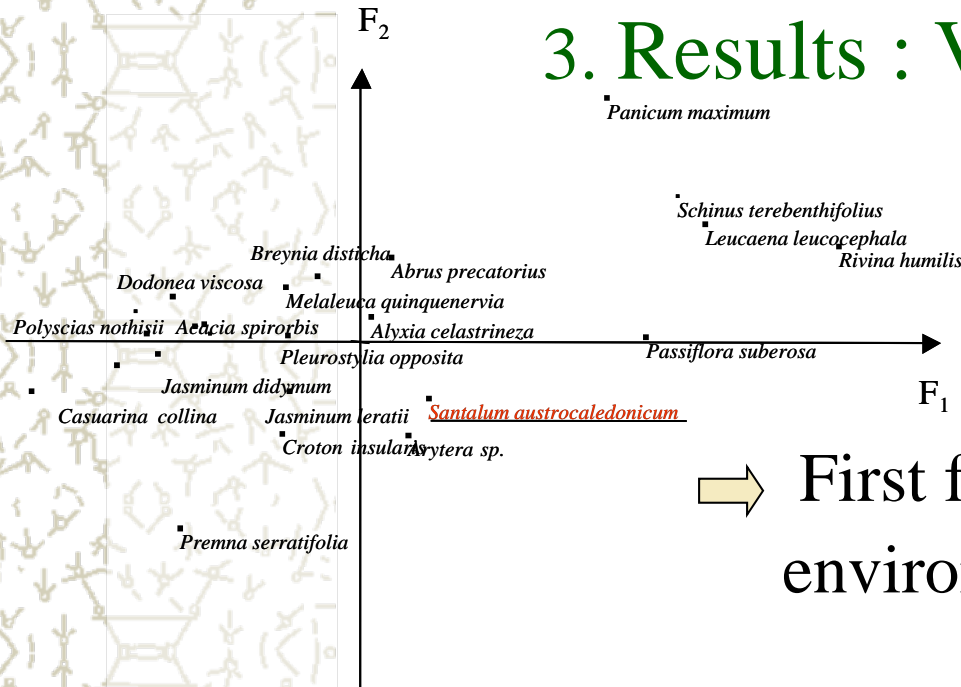 F2
3. Results : V
Panicum maximum
Schinus terebenthifolius
Leucaena leucocephala
Breynia disticha
Rivina humilis
Abrus precatorius
Dodonea viscosa
Melaleuca quinquenervia
Polyscias nothisii Acacia spirorbis
Alyxia celastrineza
Pleurostylia opposita
Passiflora suberosa
Jasminum didymum
F1
Casuarina collina
Jasminum leratii
Santalum austrocaledonicum
Croton insularis
Arytera sp.
First f
Premna serratifolia
enviro